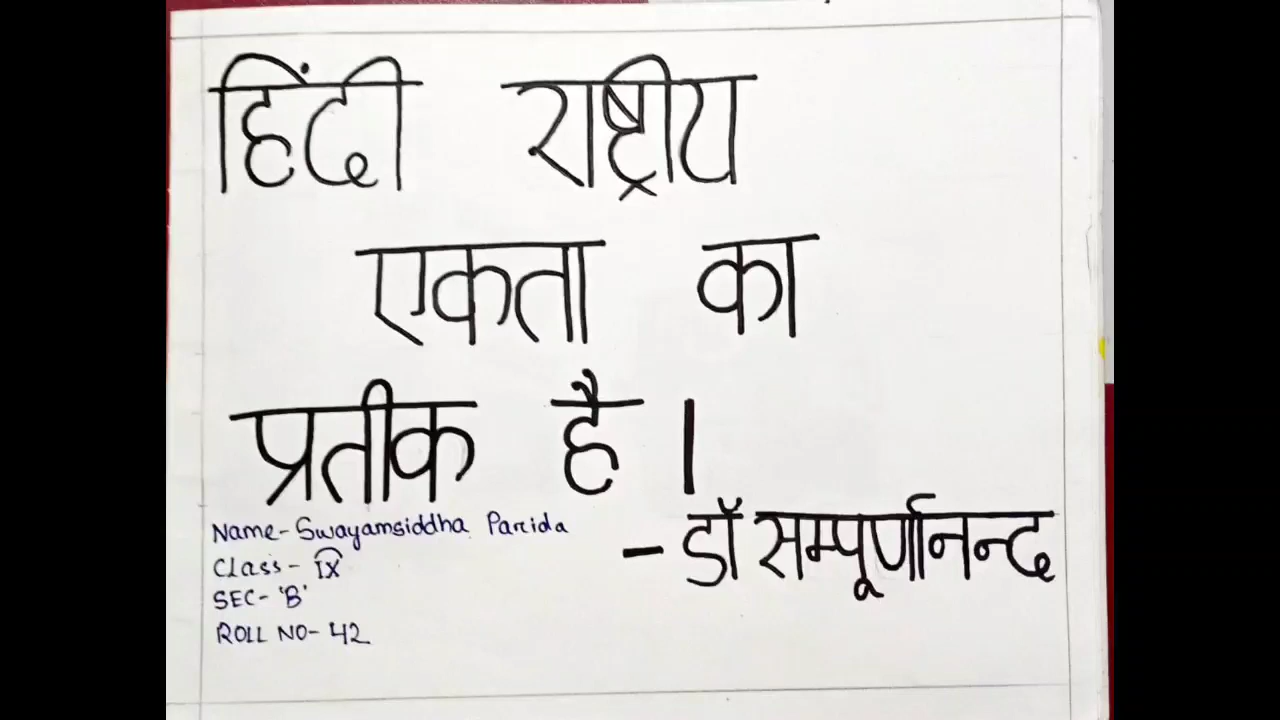 हिंदी राष्ट्रीय
एकता का
प्रतीक है ।
- डॉ सम्पूर्णानन्द
Name- Swayamsiddha Parida
Class- IX
SEC- 'B'
ROLL NO- 42